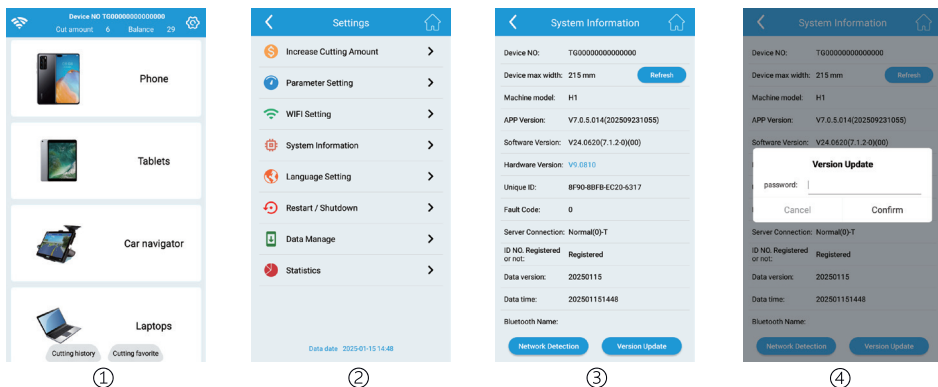 Device NO TG00000000000000
Cut amount 6 Balance 29
Phone
Tablets
Car navigator
Laptops
Cutting history Cutting favorite
①
Settings
Increase Cutting Amount
Parameter Setting
WIFI Setting
System Information
Language Setting
Restart / Shutdown
Data Manage
Statistics
Data date 2025-01-15 14:48
②
System Information
Device NO: TG00000000000000
Device max width: 215 mm Refresh
Machine model: H1
APP Version: V7.0.5.014(202509231055)
Software Version: V24.0620(7.1.2-0)(00)
Hardware Version: V9.0810
Unique ID: 8F90-8BFB-EC20-6317
Fault Code: 0
Server Connection: Normal(0)-T
ID NO. Registered
or not: Registered
Data version: 20250115
Data time: 202501151448
Bluetooth Name:
Network Detection Version Update
③
System Information
Device NO: TG00000000000000
Device max width: 215 mm Refresh
Machine model: H1
APP Version: V7.0.5.014(202509231055)
Software Version: V24.0620(7.1.2-0)(00)
Version Update
password:
Cancel Confirm
Server Connection: Normal(0)-T
ID NO. Registered
or not: Registered
Data version: 20250115
Data time: 202501151448
Bluetooth Name:
Network Detection Version Update
④